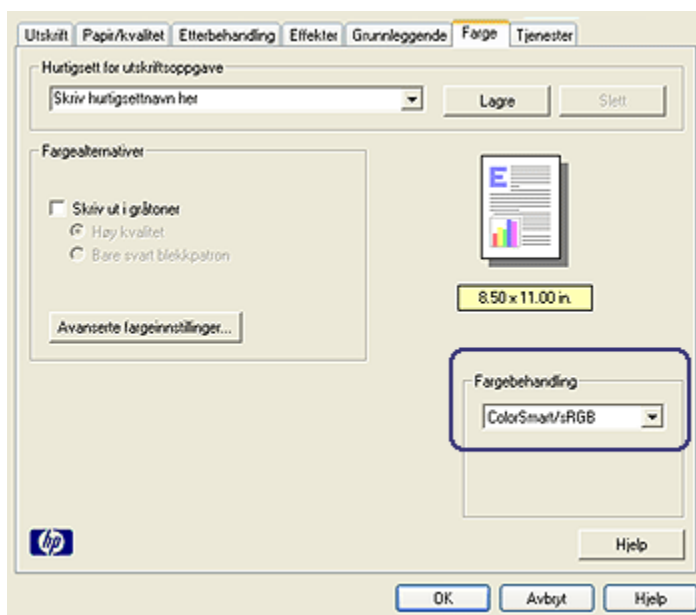 Utskrift Papir/kvalitet Etterbehandling Effekter Grunnleggende Farge Tjenester
Hurtigsett for utskriftsoppgave
Skriv hurtigsettnavn her Lagre Slett
Fargealternativer
Skriv ut i gråtoner
Høy kvalitet
Bare svart blekkpatron
E
8.50 x 11.00 in.
Avanserte fargeinnstillinger...
Fargebehandling
ColorSmart/sRGB
hp Hjelp
OK Avbryt Hjelp